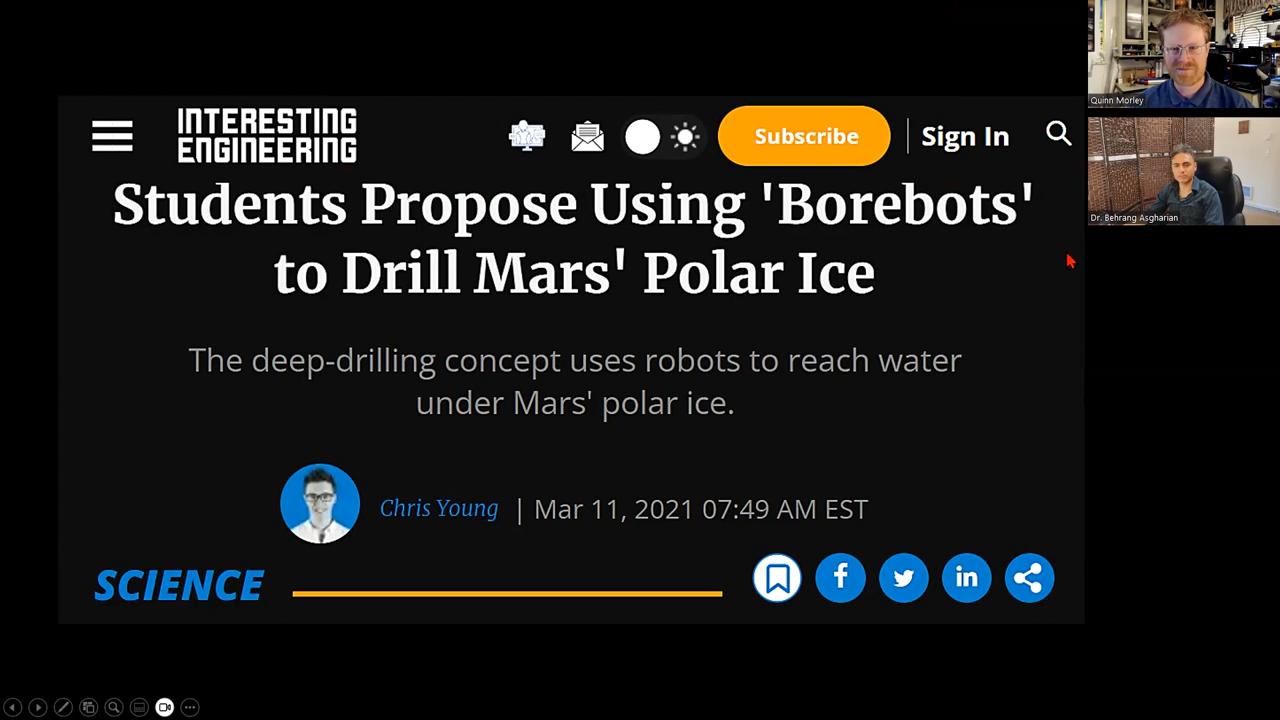 INTERESTING
ENGINEERING
Subscribe
Sign In
Students Propose Using 'Borebots'
to Drill Mars' Polar Ice
The deep-drilling concept uses robots to reach water
under Mars' polar ice.
Chris Young | Mar 11, 2021 07:49 AM EST
SCIENCE
Quinn Morley
Dr. Behrang Asgharian